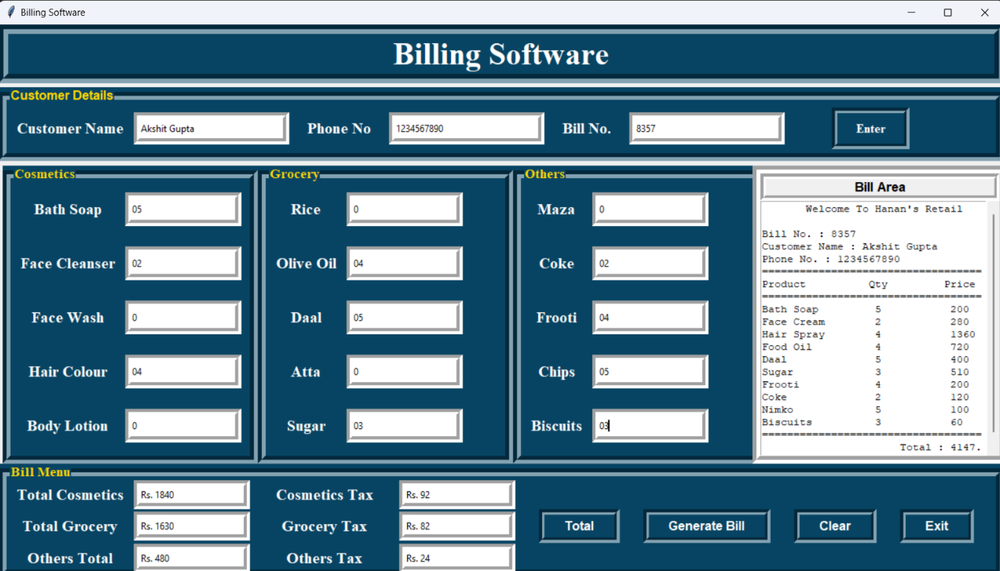 Billing Software
Billing Software
Customer Details
Customer Name Akshit Gupta Phone No 1234567890 Bill No. 8357 Enter
Cosmetics
Bath Soap 05
Face Cleanser 02
Face Wash 0
Hair Colour 04
Body Lotion 0
Grocery
Rice 0
Olive Oil 04
Daal 05
Atta 0
Sugar 03
Others
Maza 0
Coke 02
Frooti 04
Chips 05
Biscuits 03
Bill Area
Welcome To Hanan's Retail
Bill No. : 8357
Customer Name : Akshit Gupta
Phone No. : 1234567890
===================================
Product Qty Price
===================================
Bath Soap 5 200
Face Cream 2 280
Hair Spray 4 1360
Food Oil 4 720
Daal 5 400
Sugar 3 510
Frooti 4 200
Coke 2 120
Nimko 5 100
Biscuits 3 60
===================================
Total : 4147.
Bill Menu
Total Cosmetics Rs. 1840 Cosmetics Tax Rs. 92
Total Grocery Rs. 1630 Grocery Tax Rs. 82
Others Total Rs. 480 Others Tax Rs. 24
Total Generate Bill Clear Exit